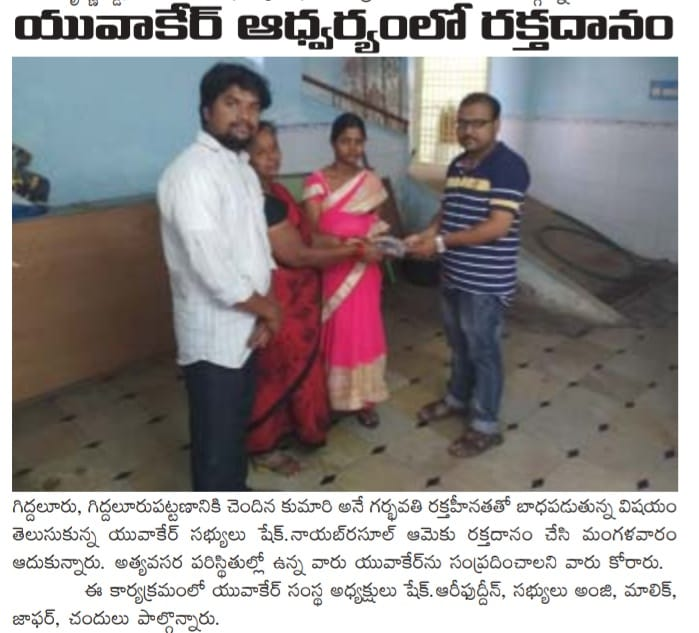 యువాకేర్ ఆధ్వర్యంలో రక్తదానం
గిద్దలూరు, గిద్దలూరుపట్టణానికి చెందిన కుమారి అనే గర్భవతి రక్తహీనతతో బాధపడుతున్న విషయం
తెలుసుకున్న యువాకేర్ సభ్యులు షేక్.నాయబ్‌రసూల్ ఆమెకు రక్తదానం చేసి మంగళవారం
ఆదుకున్నారు. అత్యవసర పరిస్థితుల్లో ఉన్న వారు యువాకేర్‌ను సంప్రదించాలని వారు కోరారు.
ఈ కార్యక్రమంలో యువాకేర్ సంస్థ అధ్యక్షులు షేక్.ఆరీఫుద్దీన్, సభ్యులు అంజి, మాలిక్,
జాఫర్, చందులు పాల్గొన్నారు.